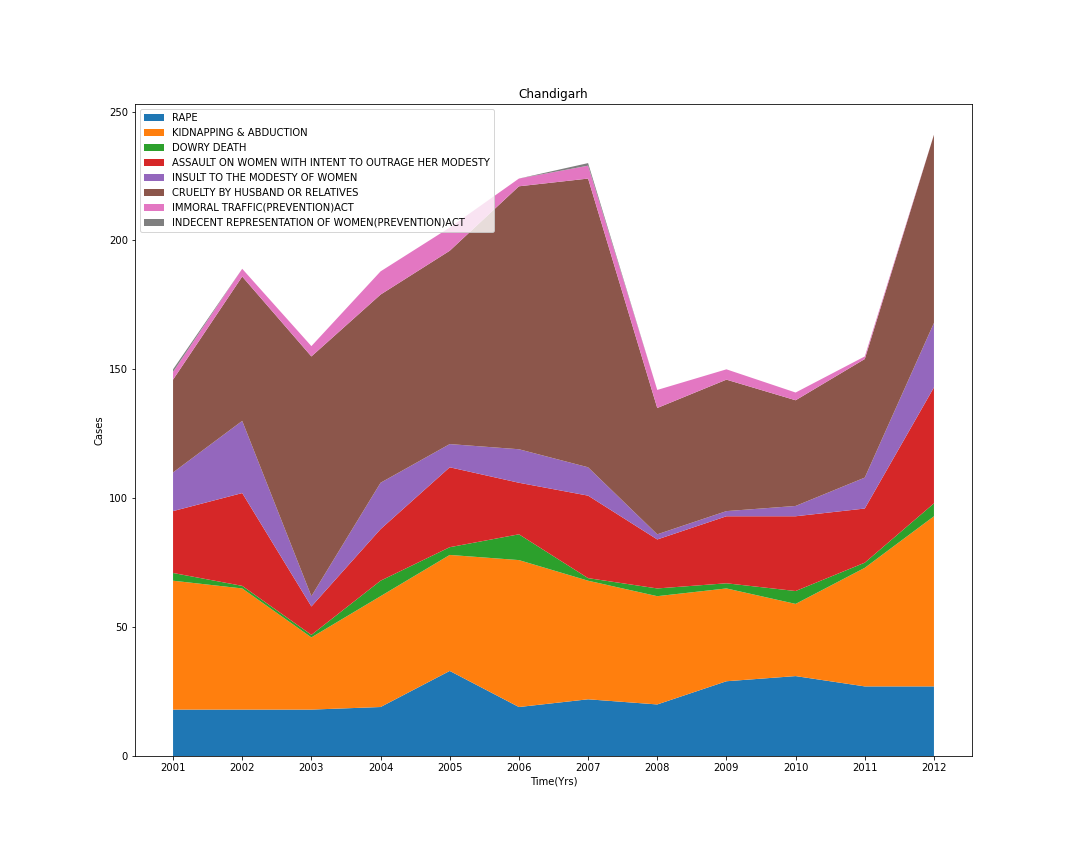 Chandigarh
RAPE
KIDNAPPING & ABDUCTION
DOWRY DEATH
ASSAULT ON WOMEN WITH INTENT TO OUTRAGE HER MODESTY
INSULT TO THE MODESTY OF WOMEN
CRUELTY BY HUSBAND OR RELATIVES
IMMORAL TRAFFIC(PREVENTION)ACT
INDECENT REPRESENTATION OF WOMEN(PREVENTION)ACT
250
200
150
100
50
0
Cases
2001 2002 2003 2004 2005 2006 2007 2008 2009 2010 2011 2012
Time(Yrs)